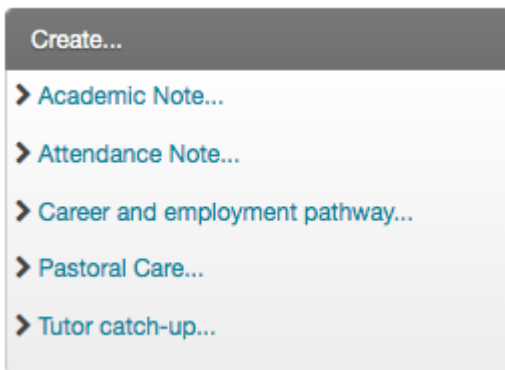 Create...
Academic Note...
Attendance Note...
Career and employment pathway...
Pastoral Care...
Tutor catch-up...